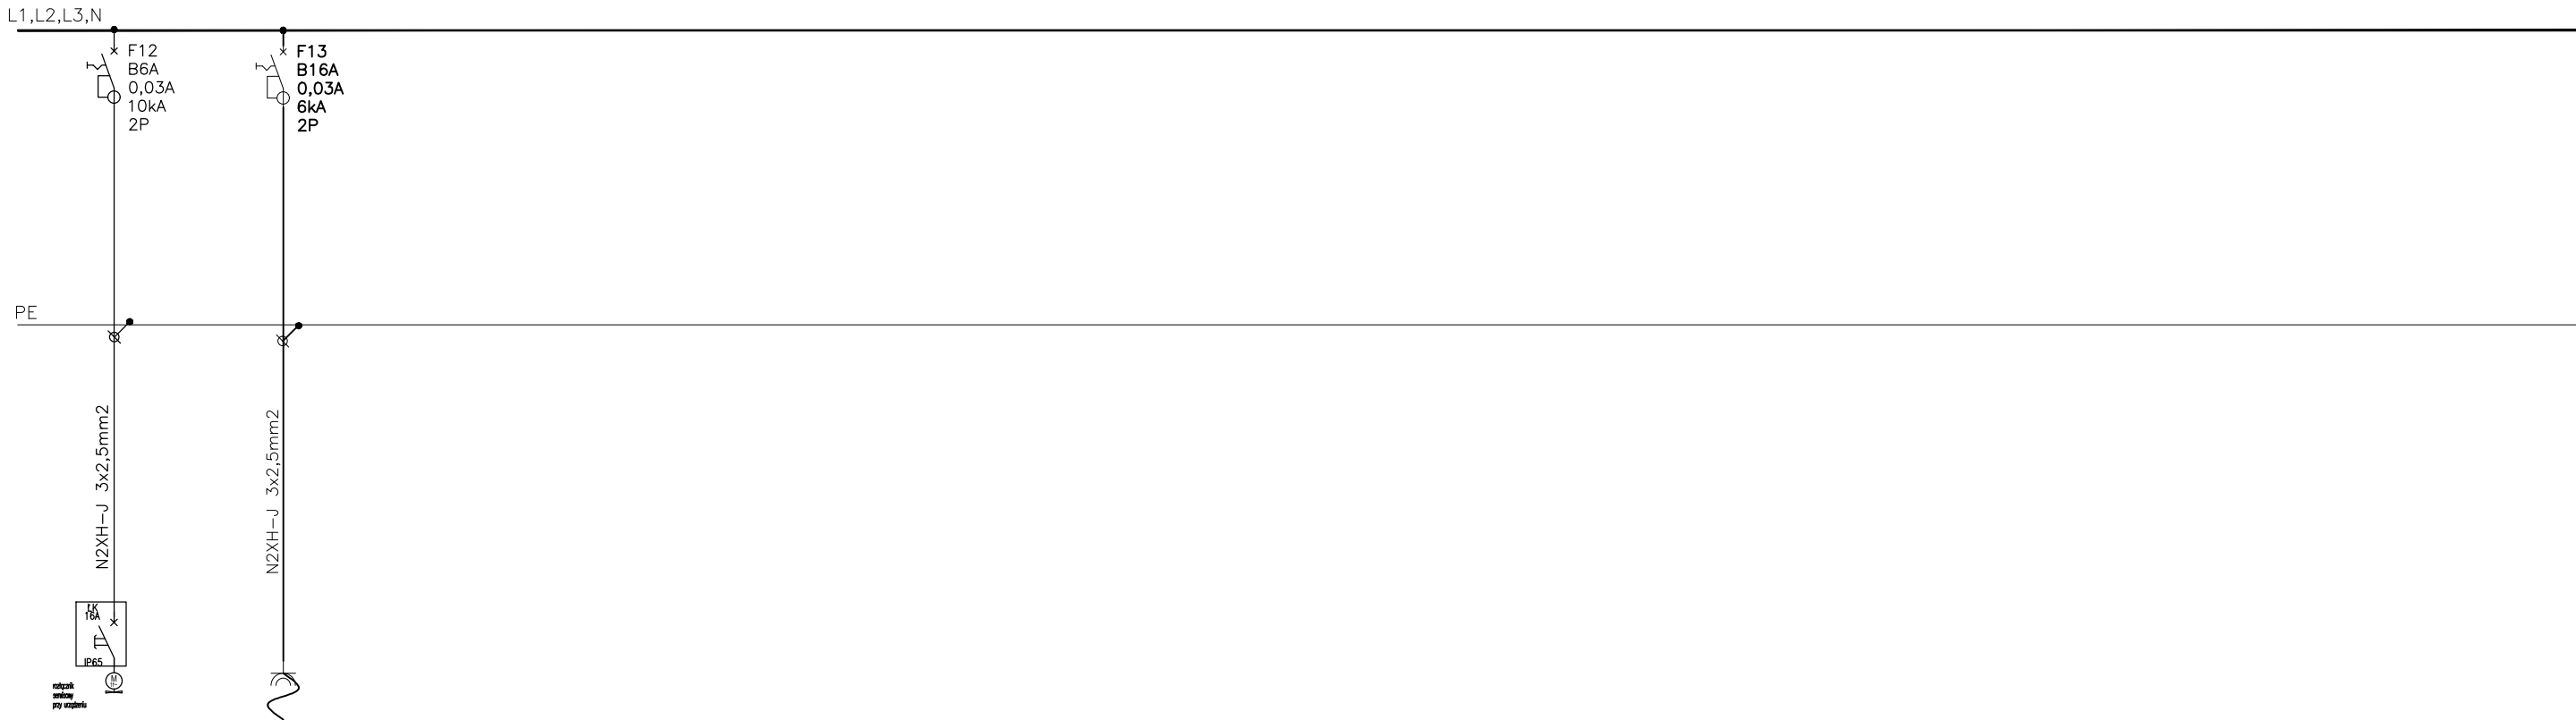 L1,L2,L3,N
F12
B6A
0,03A
10kA
2P
F13
B16A
0,03A
6kA
2P
PE
N2XH-J 3x2,5mm2
N2XH-J 3x2,5mm2
ŁK
16A
IP65
M
rozłącznik
serwisowy
przy urządzeniu